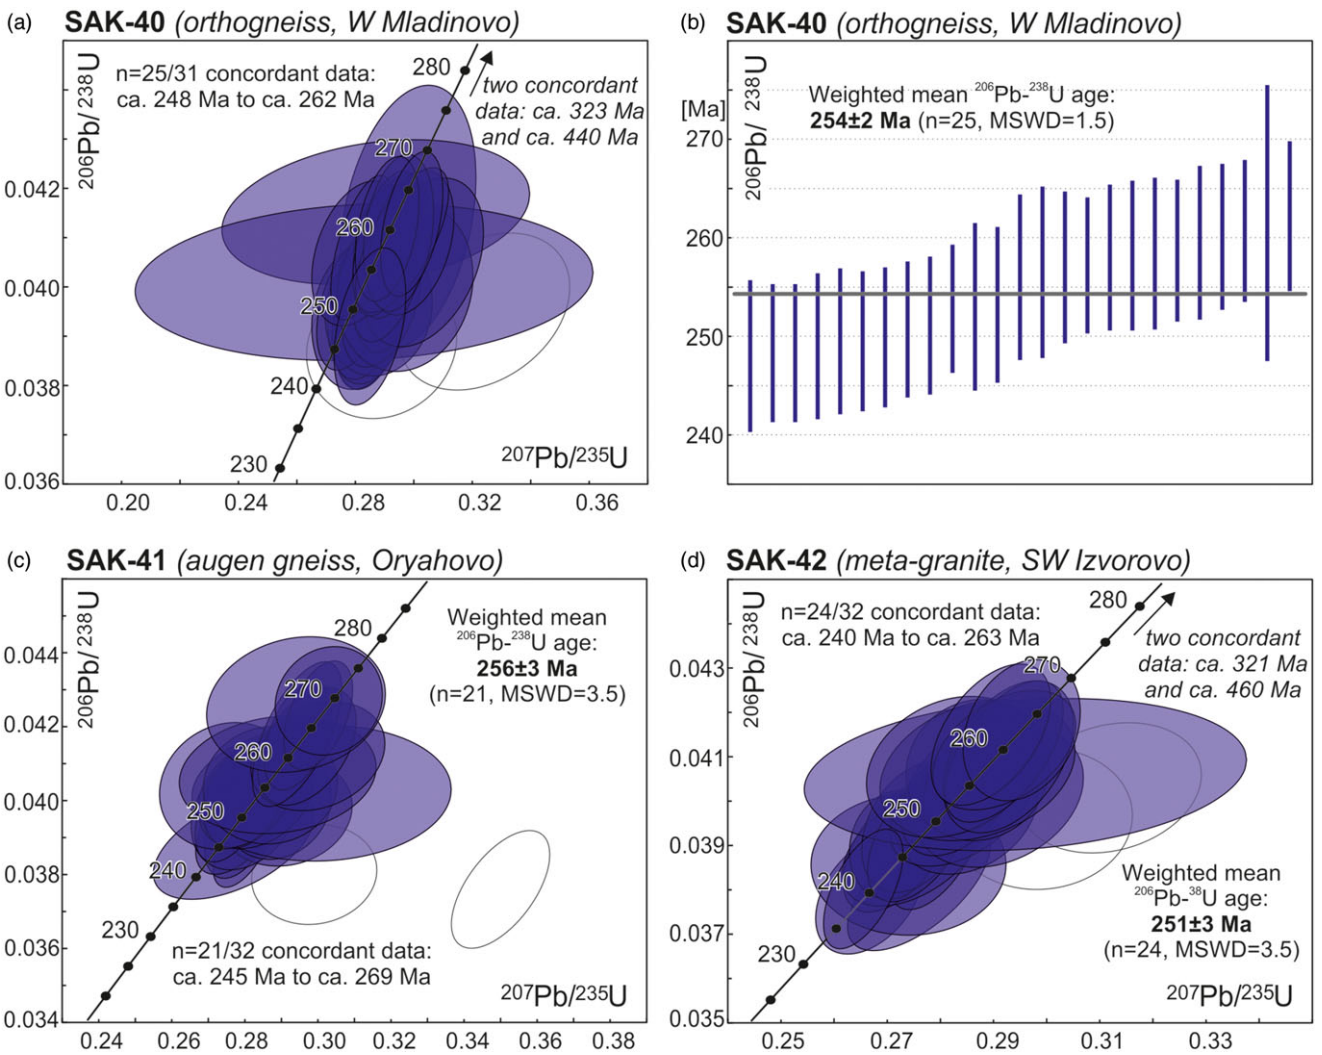 (a) SAK-40 (orthogneiss, W Mladinovo)
n=25/31 concordant data:
ca. 248 Ma to ca. 262 Ma
two concordant
data: ca. 323 Ma
and ca. 440 Ma
206Pb/238U
280
270
260
250
240
230
0.042
0.040
0.038
0.036
207Pb/235U
0.20 0.24 0.28 0.32 0.36
(b) SAK-40 (orthogneiss, W Mladinovo)
206Pb/ 238U
[Ma]
Weighted mean 206Pb-238U age:
254±2 Ma (n=25, MSWD=1.5)
270
260
250
240
(c) SAK-41 (augen gneiss, Oryahovo)
206Pb/238U
Weighted mean
206Pb-238U age:
256±3 Ma
(n=21, MSWD=3.5)
280
270
260
250
240
230
0.044
0.042
0.040
0.038
0.036
0.034
n=21/32 concordant data:
ca. 245 Ma to ca. 269 Ma
207Pb/235U
0.24 0.26 0.28 0.30 0.32 0.34 0.36 0.38
(d) SAK-42 (meta-granite, SW Izvorovo)
206Pb/ 238U
n=24/32 concordant data:
ca. 240 Ma to ca. 263 Ma
two concordant
data: ca. 321 Ma
and ca. 460 Ma
280
270
260
250
240
230
0.043
0.041
0.039
0.037
0.035
Weighted mean
206Pb-38U age:
251±3 Ma
(n=24, MSWD=3.5)
207Pb/235U
0.25 0.27 0.29 0.31 0.33